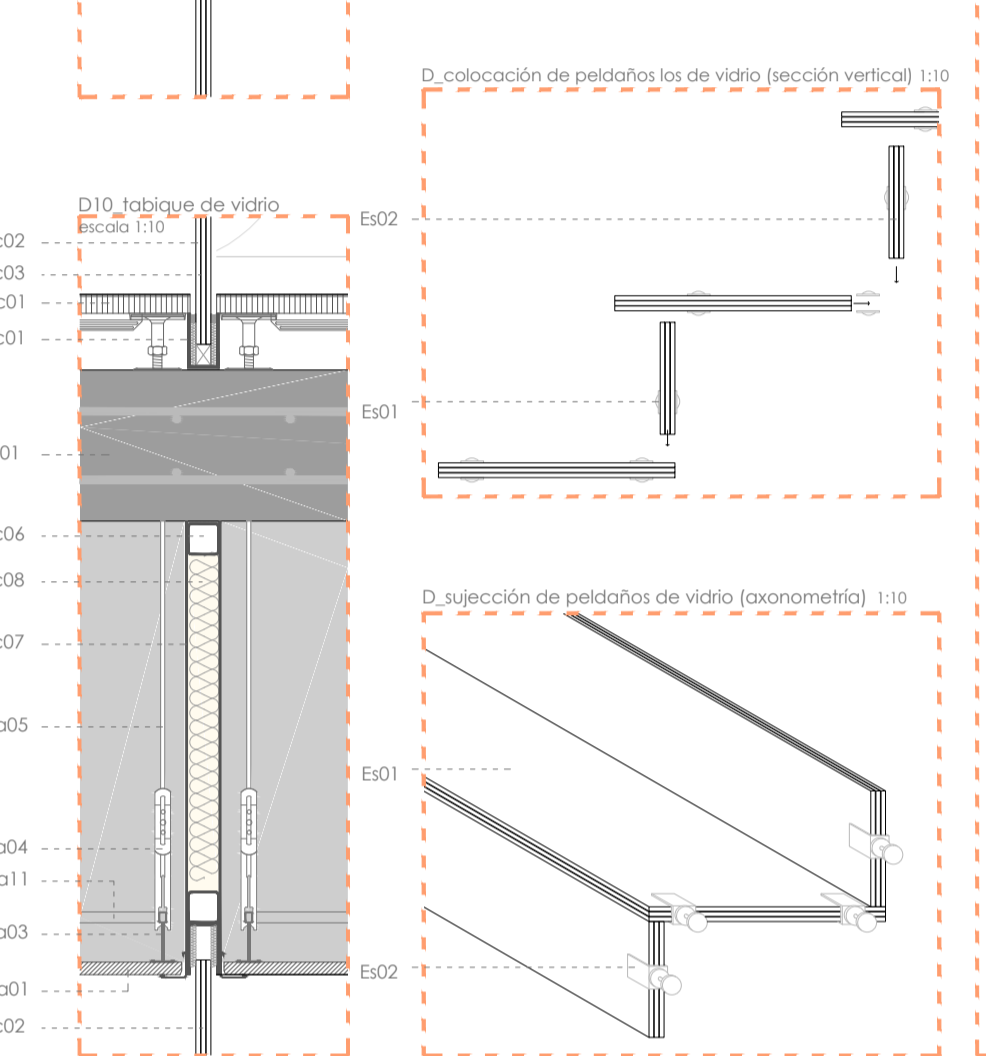 D_colocación de peldaños los de vidrio (sección vertical) 1:10
Es02
Es01
D10_tabique de vidrio
escala 1:10
c02
c03
c01
c01
01
c06
c08
c07
a05
a04
a11
a03
a01
c02
D_sujección de peldaños de vidrio (axonometría) 1:10
Es01
Es02